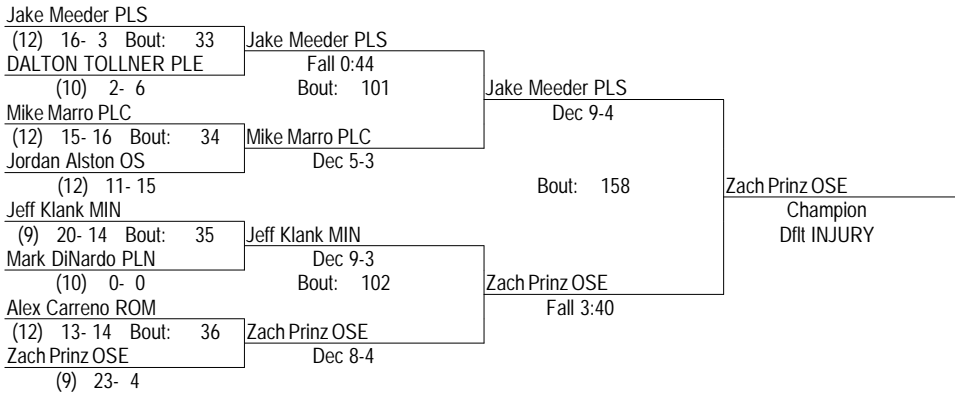 Jake Meeder PLS
(12) 16- 3 Bout: 33
Jake Meeder PLS
DALTON TOLLNER PLE
Fall 0:44
(10) 2- 6
Bout: 101
Jake Meeder PLS
Mike Marro PLC
Dec 9-4
(12) 15- 16 Bout: 34
Mike Marro PLC
Jordan Alston OS
Dec 5-3
(12) 11- 15
Bout: 158
Zach Prinz OSE
Jeff Klank MIN
Champion
(9) 20- 14 Bout: 35
Jeff Klank MIN
Dflt INJURY
Mark DiNardo PLN
Dec 9-3
(10) 0- 0
Bout: 102
Zach Prinz OSE
Alex Carreno ROM
Fall 3:40
(12) 13- 14 Bout: 36
Zach Prinz OSE
Zach Prinz OSE
Dec 8-4
(9) 23- 4